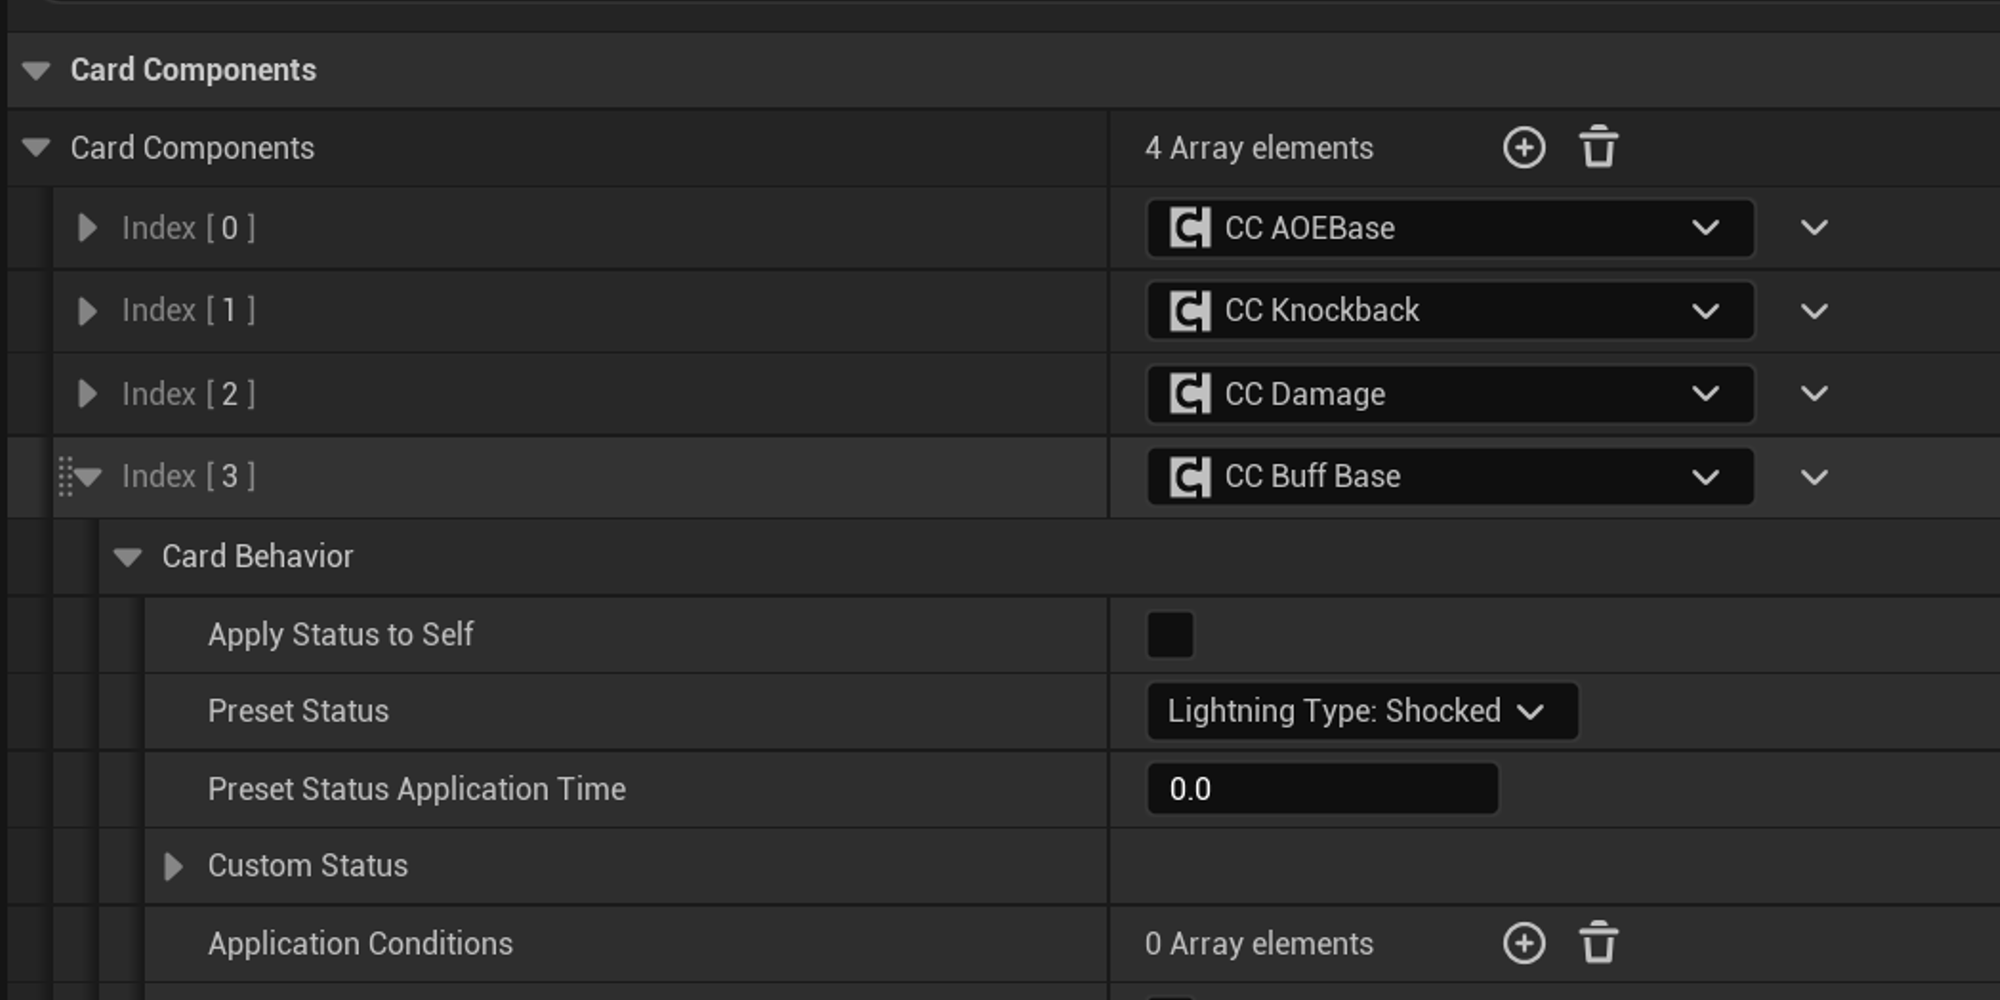 Card Components
Card Components 4 Array elements
Index [ 0 ] CC AOEBase
Index [ 1 ] CC Knockback
Index [ 2 ] CC Damage
Index [ 3 ] CC Buff Base
Card Behavior
Apply Status to Self
Preset Status Lightning Type: Shocked
Preset Status Application Time 0.0
Custom Status
Application Conditions 0 Array elements